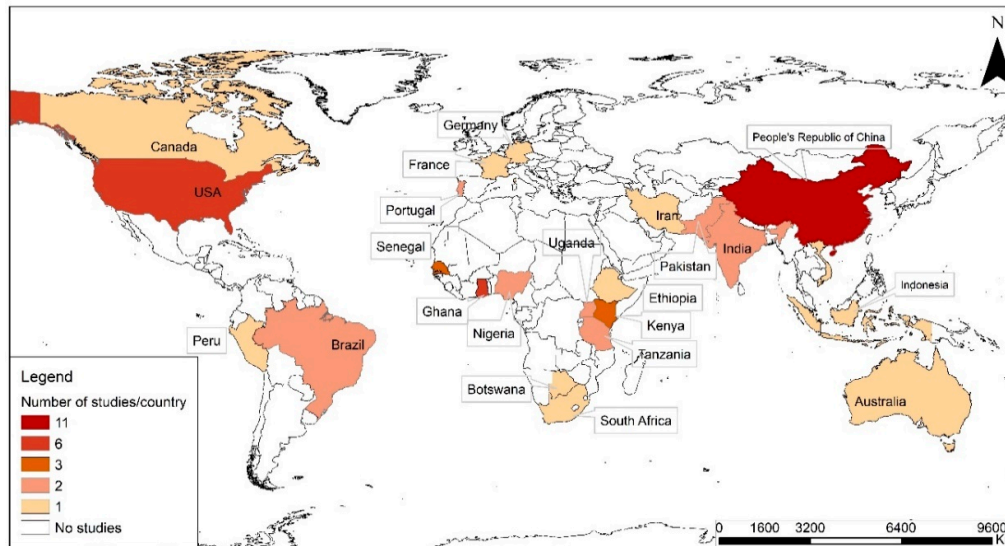 N
Germany
People's Republic of China
Canada
France
USA
Iran
Portugal
Uganda
India
Senegal
Pakistan
Indonesia
Ethiopia
Ghana
Kenya
Nigeria
Peru
Brazil
Tanzania
Botswana
Australia
South Africa
Legend
Number of studies/country
11
6
3
2
1
No studies
0 1600 3200 6400 9600